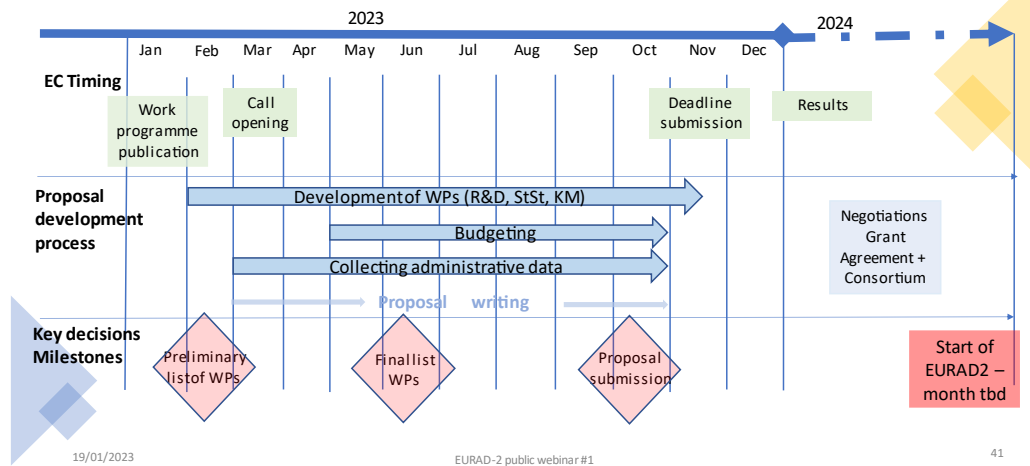 2023
2024
Jan Feb Mar Apr May Jun Jul Aug Sep Oct Nov Dec
EC Timing
Work
programme
publication
Call
opening
Deadline
submission
Results
Proposal
development
process
Development of WPs (R&D, StSt, KM)
Budgeting
Collecting administrative data
Proposal writing
Negotiations
Grant
Agreement +
Consortium
Key decisions
Milestones
Preliminary
list of WPs
Final list
WPs
Proposal
submission
Start of
EURAD2 –
month tbd
19/01/2023
EURAD-2 public webinar #1
41